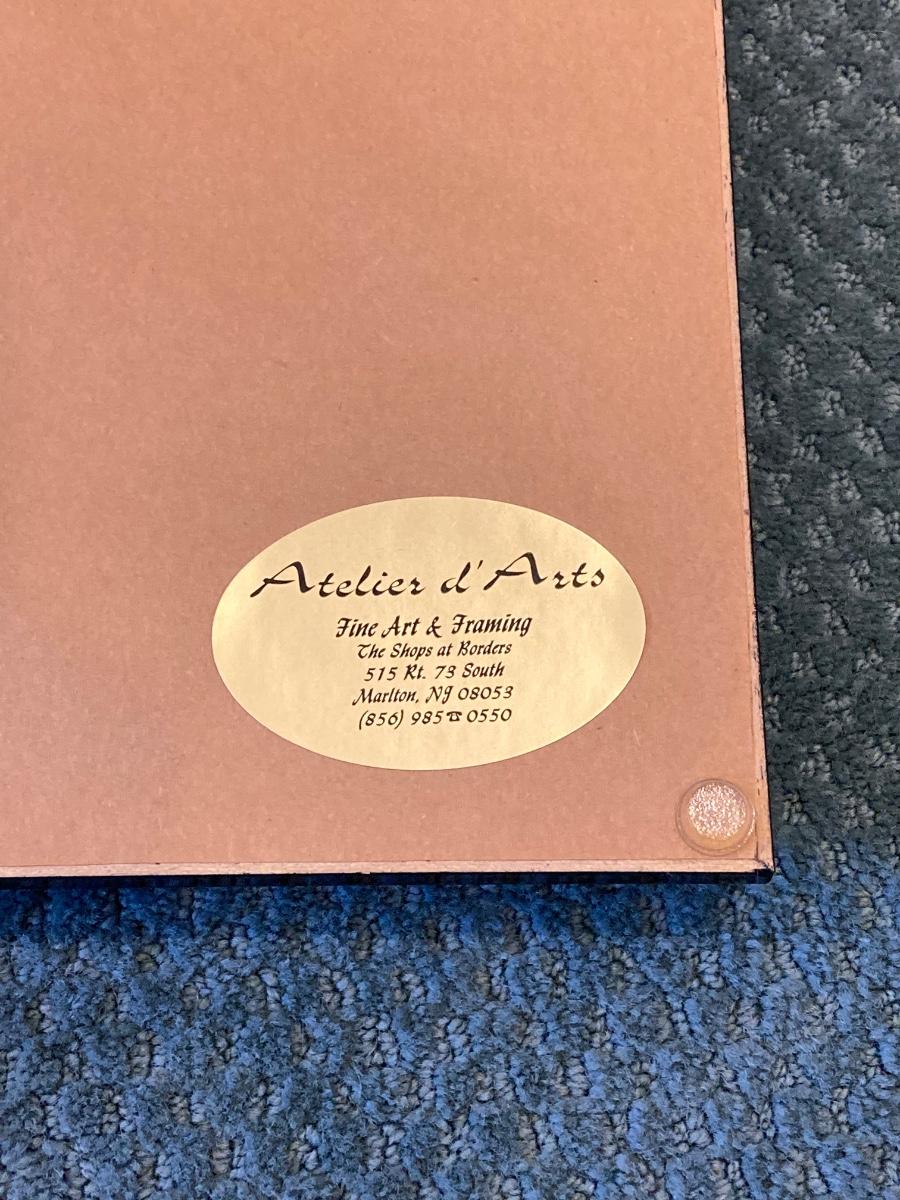 Atelier d'Arts
Fine Art & Framing
The Shops at Borders
515 Rt. 73 South
Marlton, NJ 08053
(856) 985☎0550